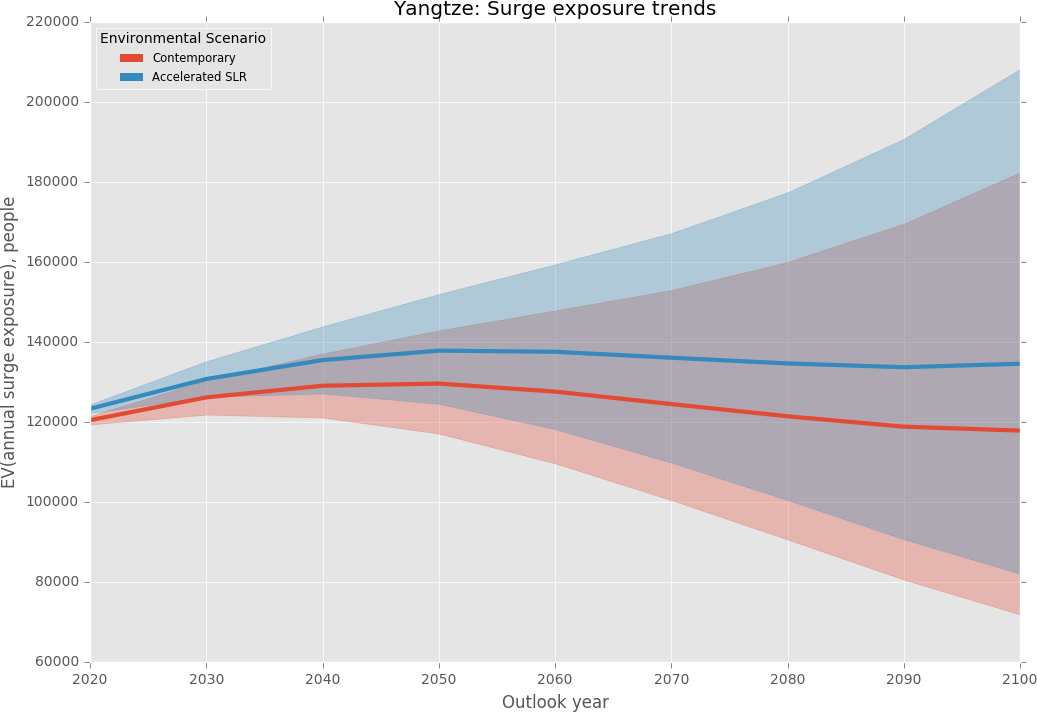 Yangtze: Surge exposure trends
Environmental Scenario
Contemporary
Accelerated SLR
EV(annual surge exposure), people
220000
200000
180000
160000
140000
120000
100000
80000
60000
2020 2030 2040 2050 2060 2070 2080 2090 2100
Outlook year